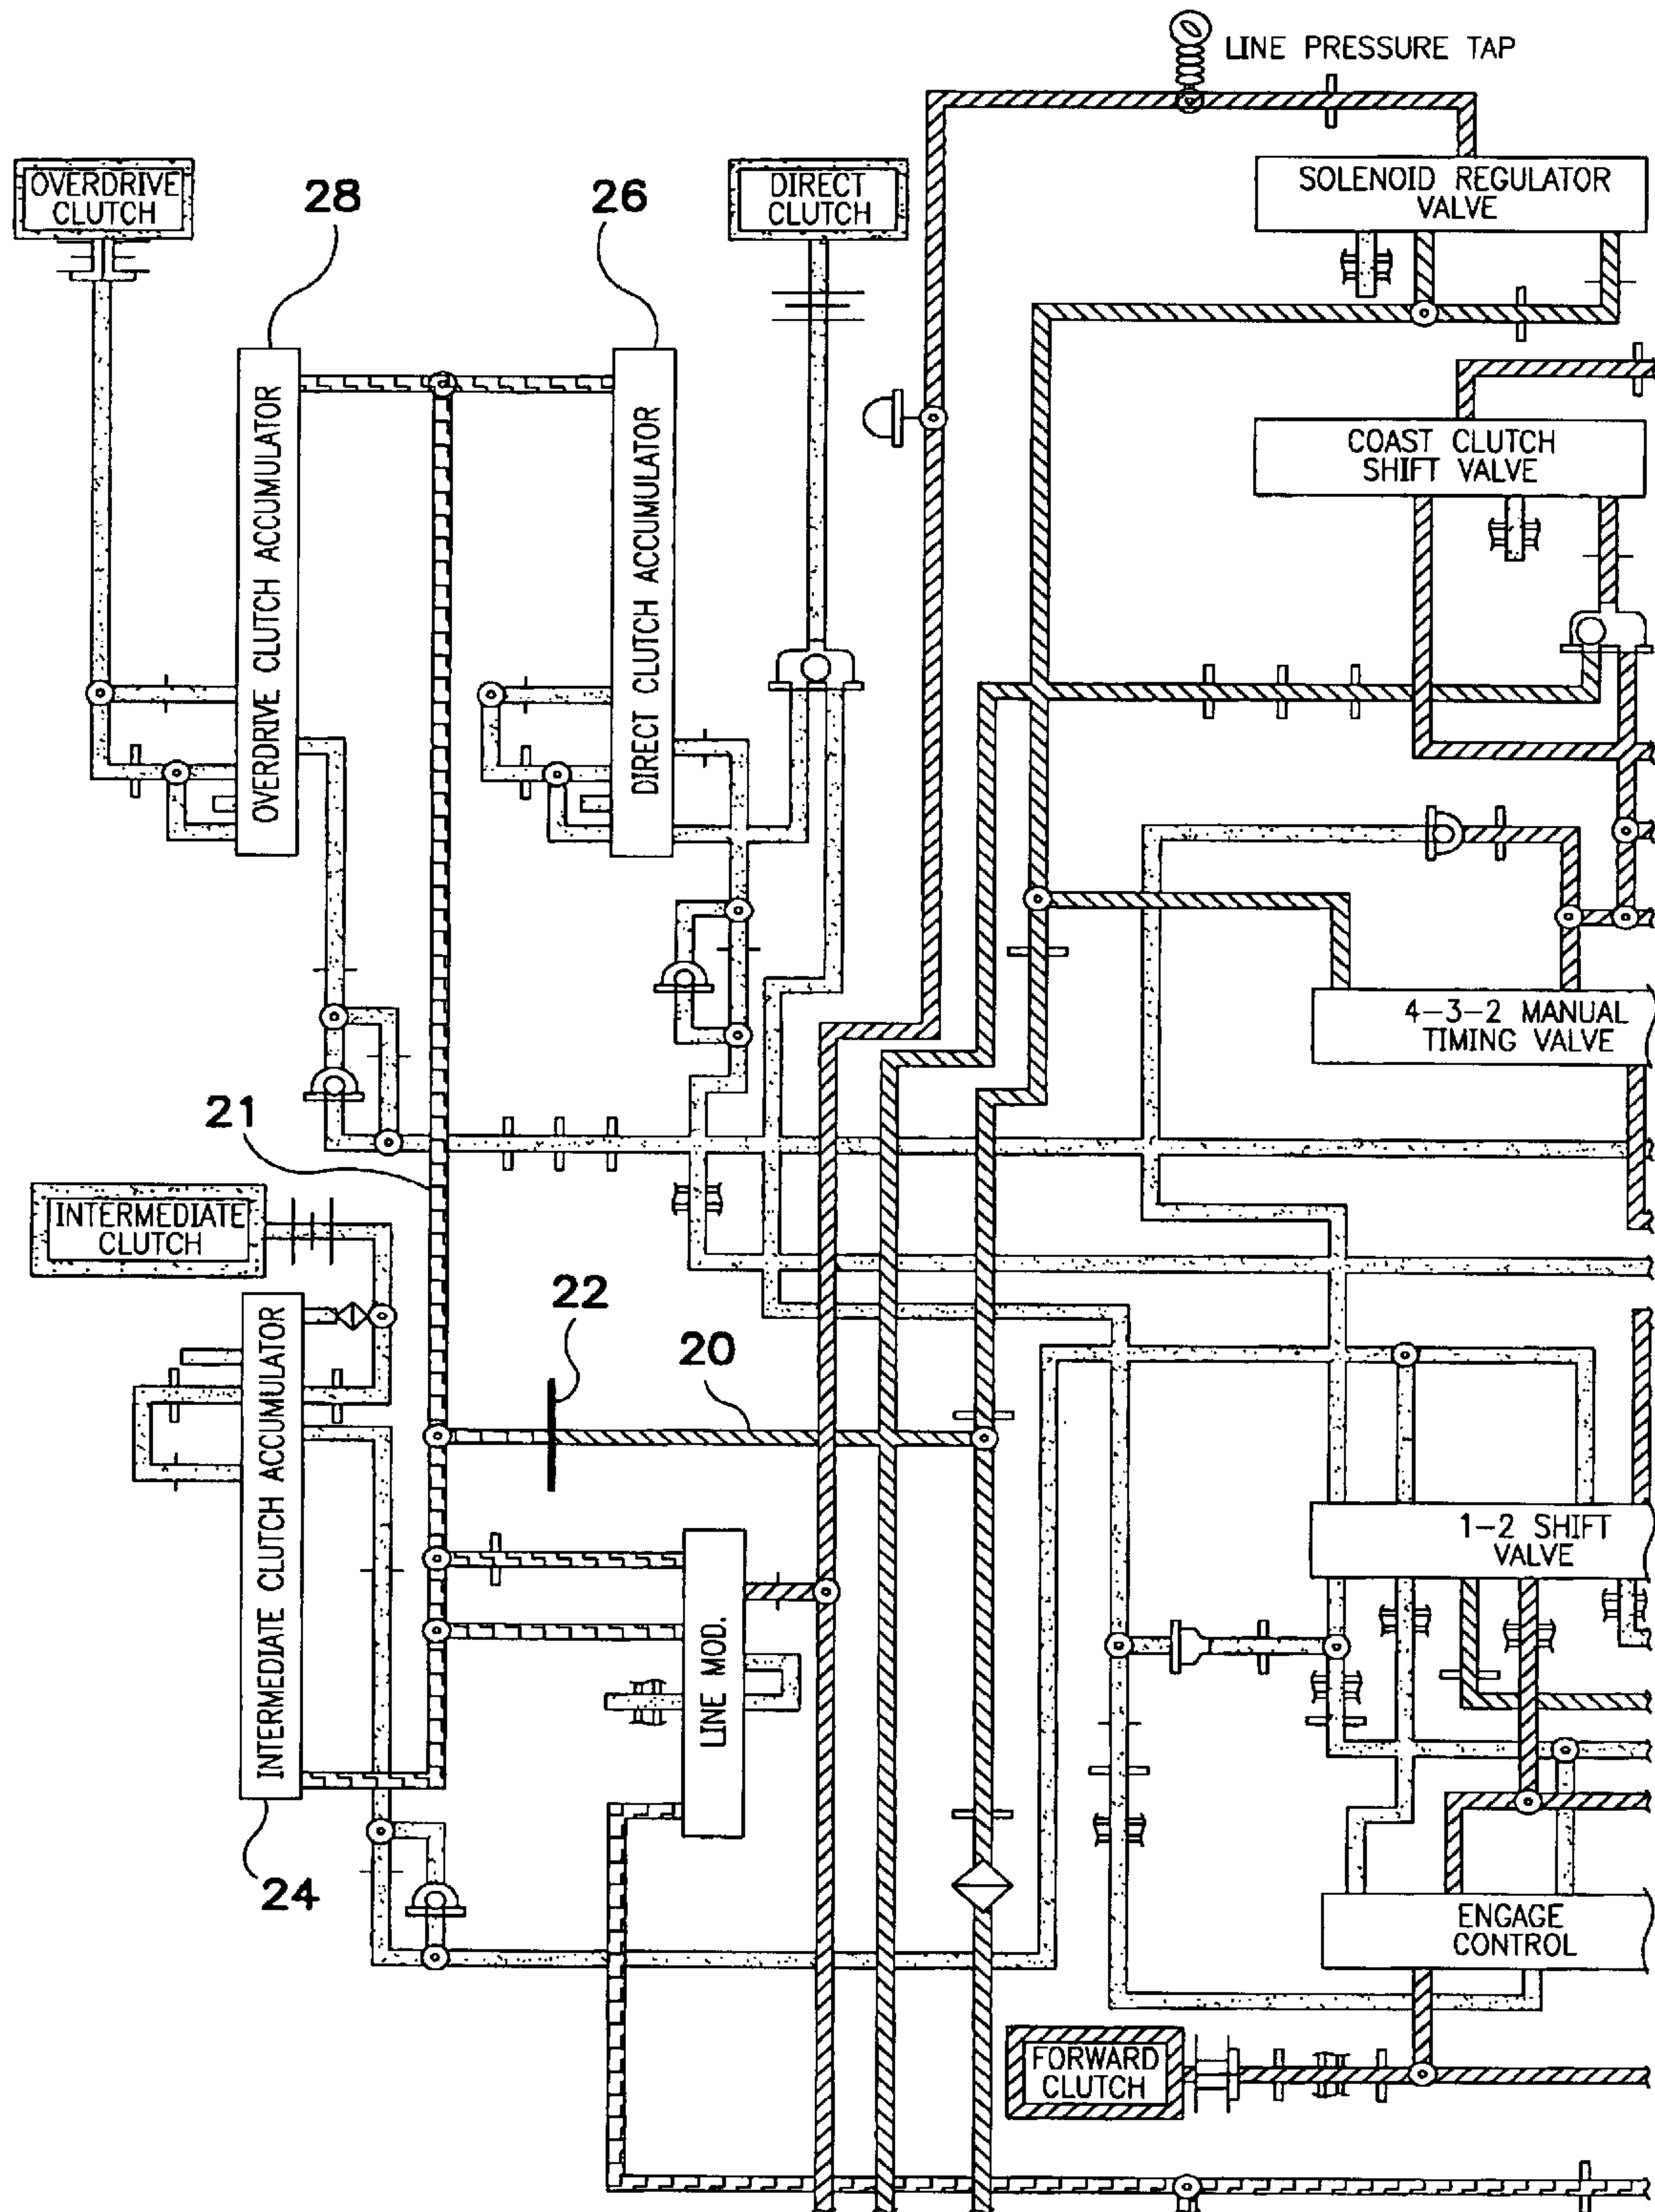 LINE PRESSURE TAP
OVERDRIVE
CLUTCH
28
26
DIRECT
CLUTCH
SOLENOID REGULATOR
VALVE
OVERDRIVE CLUTCH ACCUMULATOR
DIRECT CLUTCH ACCUMULATOR
COAST CLUTCH
SHIFT VALVE
4-3-2 MANUAL
TIMING VALVE
21
INTERMEDIATE
CLUTCH
22
20
INTERMEDIATE CLUTCH ACCUMULATOR
LINE MOD.
1-2 SHIFT
VALVE
24
ENGAGE
CONTROL
FORWARD
CLUTCH